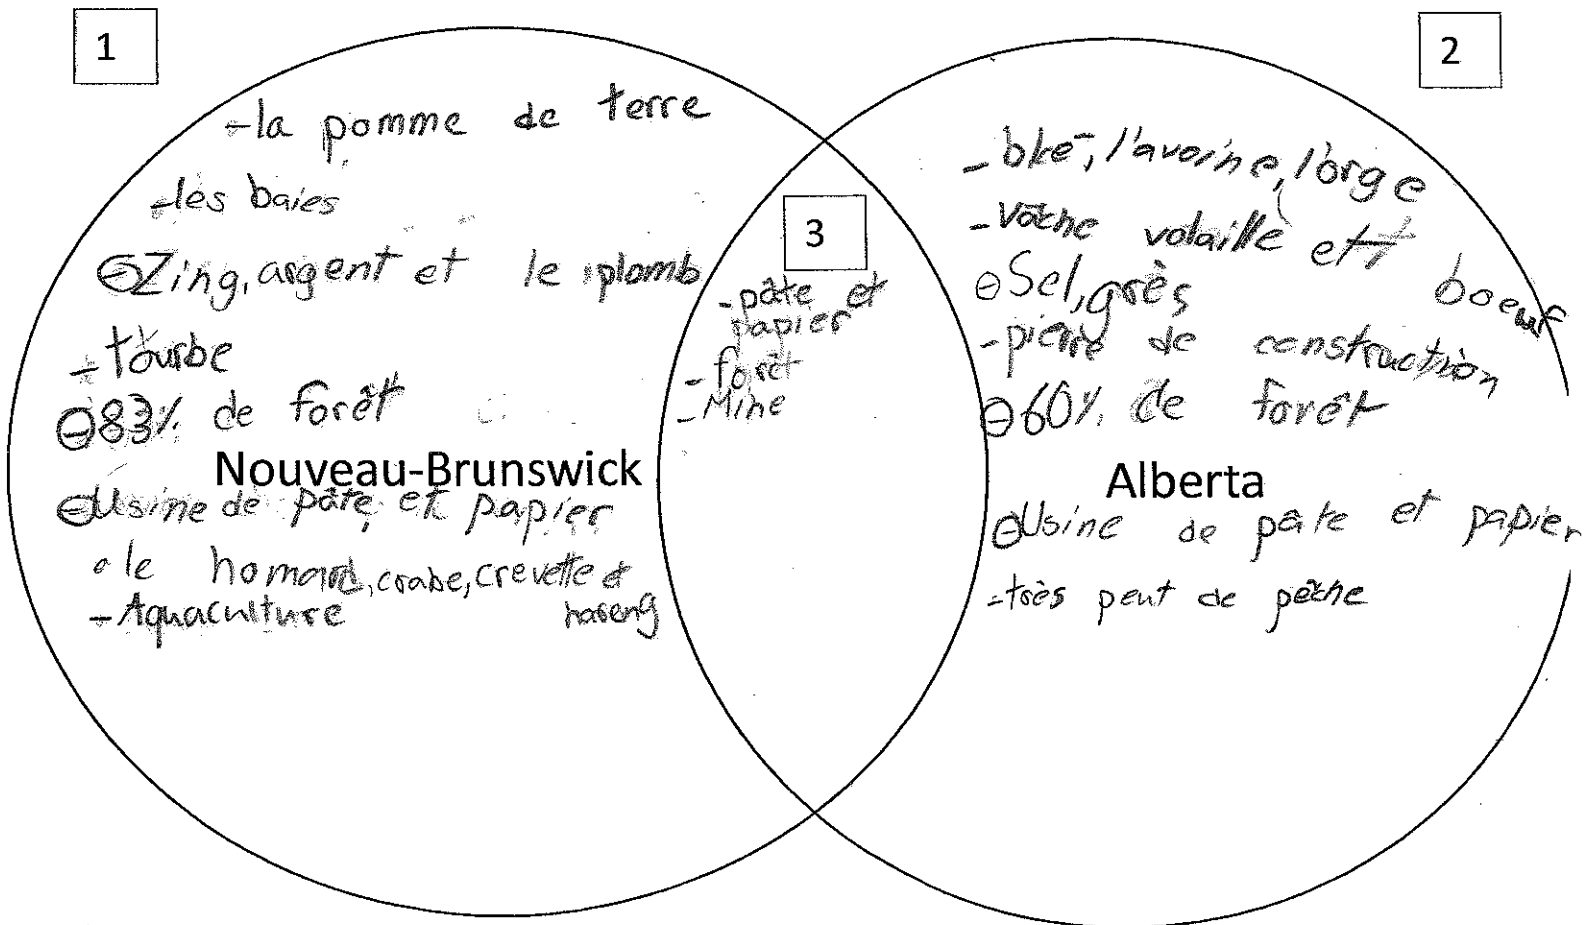 1
-la pomme de terre
-les baies
-Zing, argent et le plomb
-tourbe
-83% de forêt
Nouveau-Brunswick
-Usine de pâte et papier
• le homard, crabe, crevette et hareng
-Aquaculture
3
-pâte et
papier
-forêt
-Mine
2
-blé, l'avoine, l'orge
-Vache volaille et boeuf
-Sel, grès
-pierre de construction
-60% de forêt
Alberta
-Usine de pâte et papier
-très peut de pêche